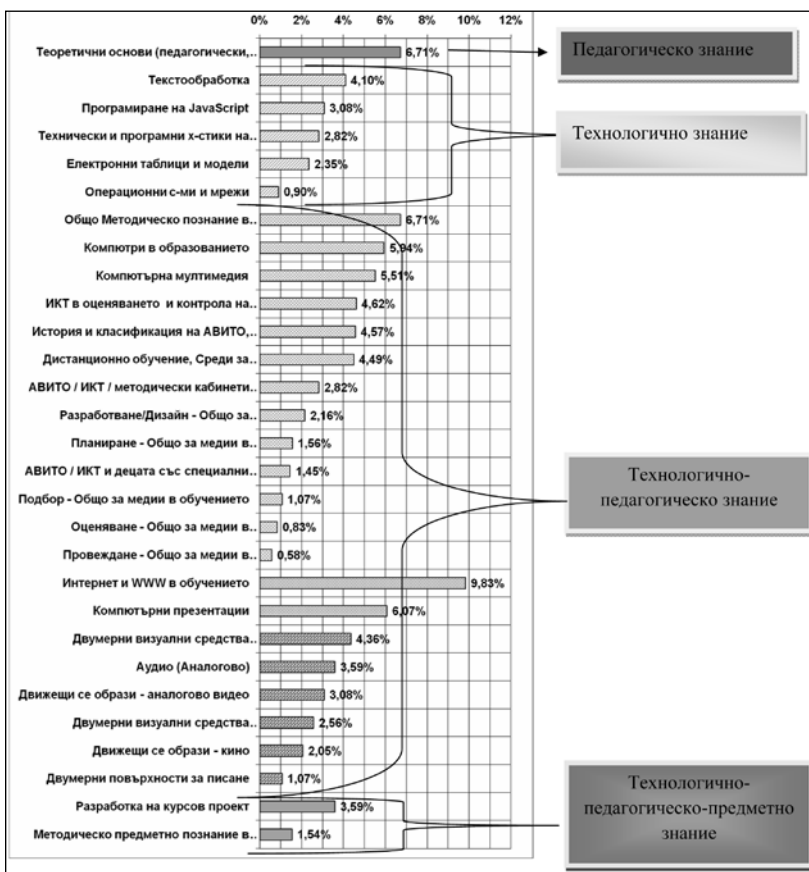 0% 2% 4% 6% 8% 10% 12%
Теоретични основи (педагогически,.. 6,71%
Педагогическо знание
Текстообработка 4,10%
Програмиране на JavaScript 3,08%
Технически и програмни х-стики на.. 2,82%
Технологично знание
Електронни таблици и модели 2,35%
Операционни с-ми и мрежи 0,90%
Общо Методическо познание в.. 6,71%
Компютри в образованието 5,94%
Компютърна мултимедия 5,51%
ИКТ в оценяването и контрола на.. 4,62%
История и класификация на АВИТО,.. 4,57%
Дистанционно обучение, Среди за.. 4,49%
АВИТО / ИКТ / методически кабинети.. 2,82%
Разработване/Дизайн - Общо за.. 2,16%
Планиране - Общо за медии в.. 1,56%
АВИТО / ИКТ и децата със специални.. 1,45%
Подбор - Общо за медии в обучението 1,07%
Технологично-
педагогическо знание
Оценяване - Общо за медии в.. 0,83%
Провеждане - Общо за медии в.. 0,58%
Интернет и WWW в обучението 9,83%
Компютърни презентации 6,07%
Двумерни визуални средства.. 4,36%
Аудио (Аналогово) 3,59%
Движещи се образи - аналогово видео 3,08%
Двумерни визуални средства.. 2,56%
Движещи се образи - кино 2,05%
Двумерни повърхности за писане 1,07%
Разработка на курсов проект 3,59%
Методическо предметно познание в.. 1,54%
Технологично-
педагогическо-предметно
знание